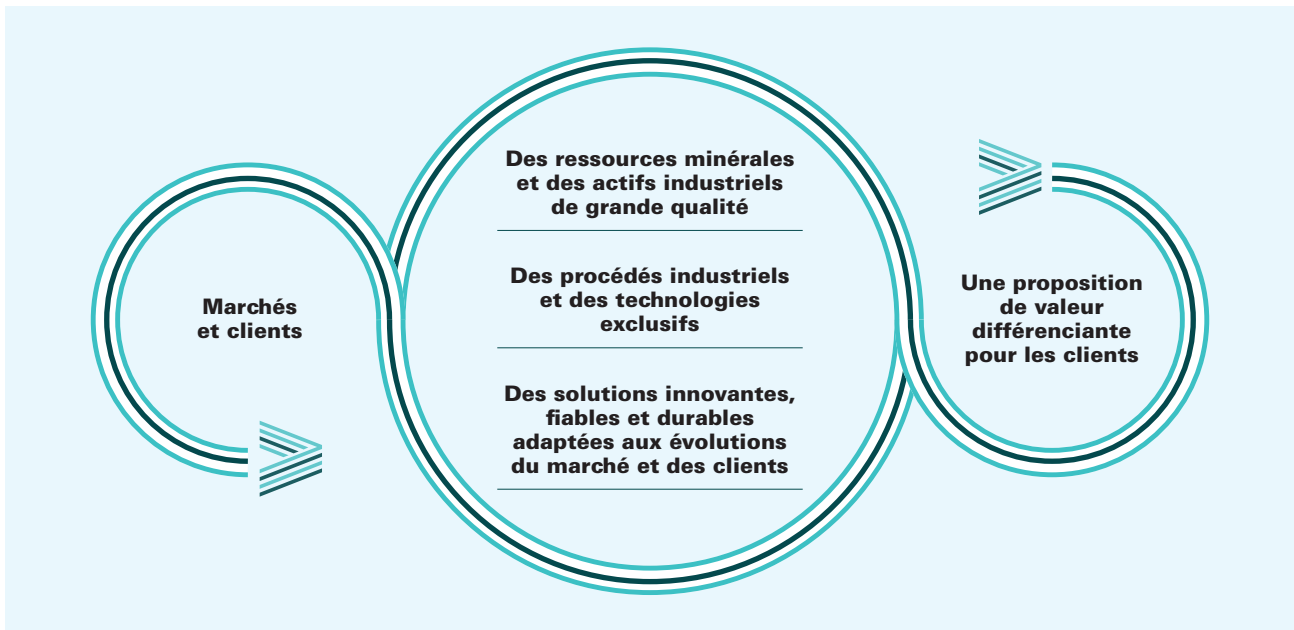 Marchés
et clients
Des ressources minérales
et des actifs industriels
de grande qualité
Des procédés industriels
et des technologies
exclusifs
Des solutions innovantes,
fiables et durables
adaptées aux évolutions
du marché et des clients
Une proposition
de valeur
différenciante
pour les clients